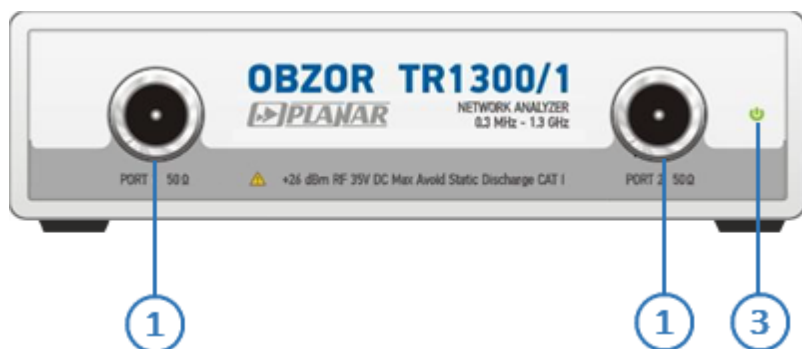 OBZOR TR1300/1
PLANAR
NETWORK ANALYZER
0.3 MHz - 1.3 GHz
PORT 50Ω
+26 dBm RF 35V DC Max Avoid Static Discharge CAT I
PORT 2 50Ω
1
1
3